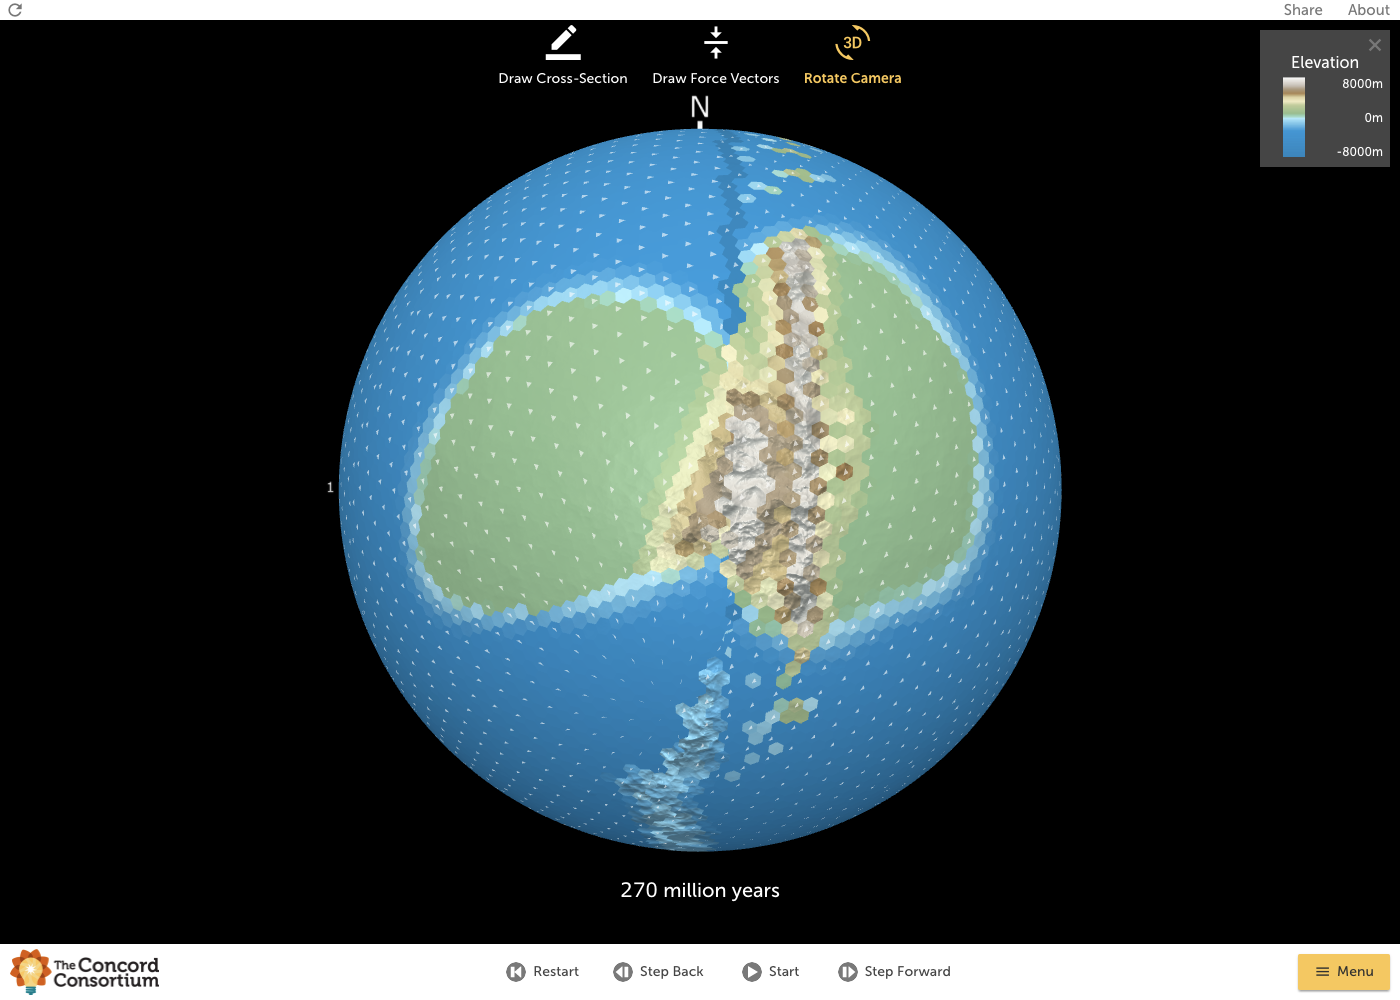 Share About
Draw Cross-Section Draw Force Vectors 3D Rotate Camera
Elevation
8000m
0m
-8000m
N
1
270 million years
The Concord
Consortium
Restart Step Back Start Step Forward Menu